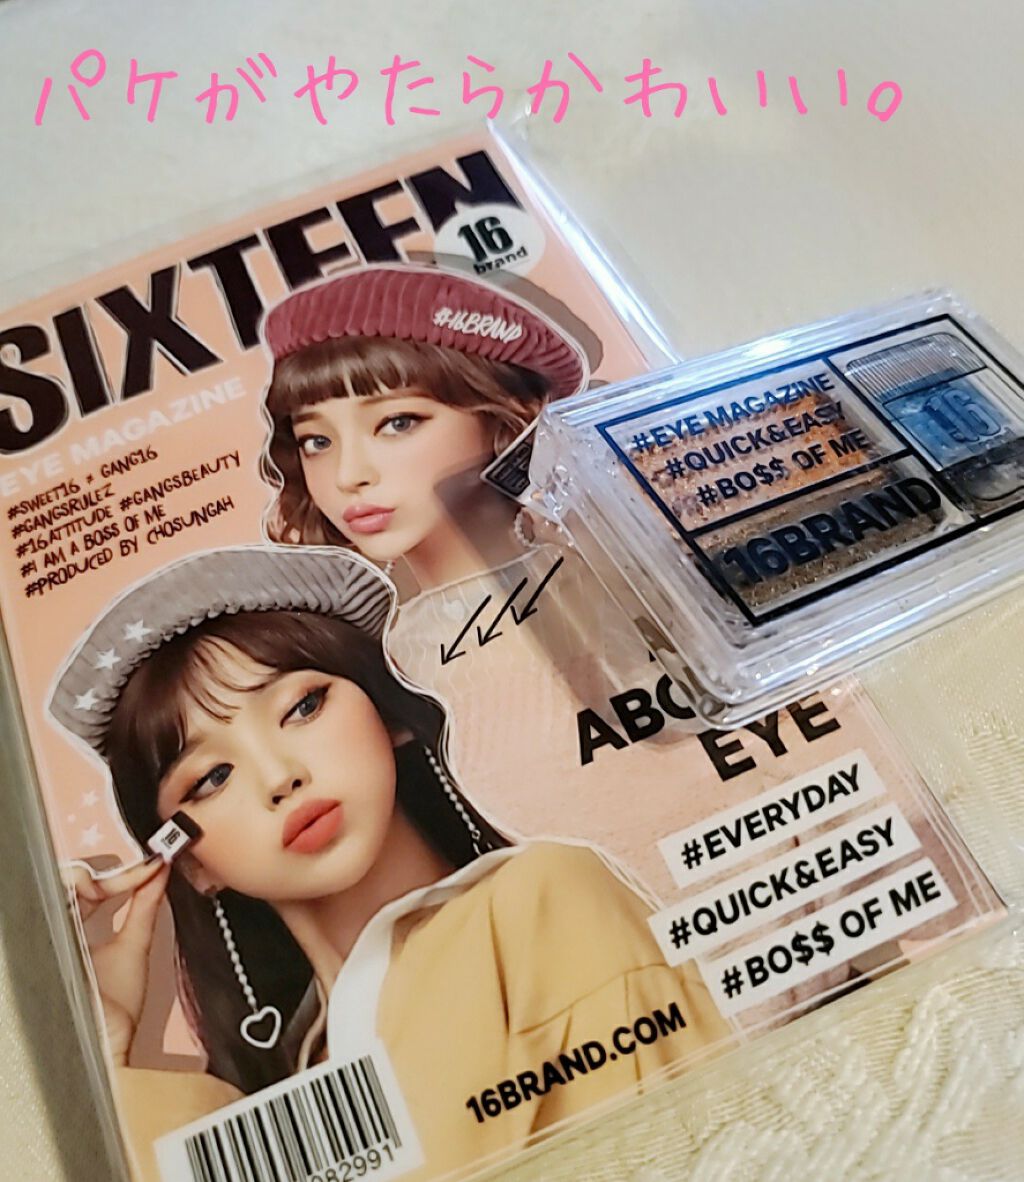 パケがやたらかわいい。
SIXTEEN
16
brand
#16BRAND
EYE MAGAZINE
#SWEET16 ≠ GANG16
#GANGSRULEZ
#16ATTITUDE #GANGSBEAUTY
#I AM A BOSS OF ME
#PRODUCED BY CHOSUNGAH
#EYE MAGAZINE
#QUICK&EASY
#BO$$ OF ME
16BRAND
16
EYE
#EVERYDAY
#QUICK&EASY
#BO$$ OF ME
16BRAND.COM
082991